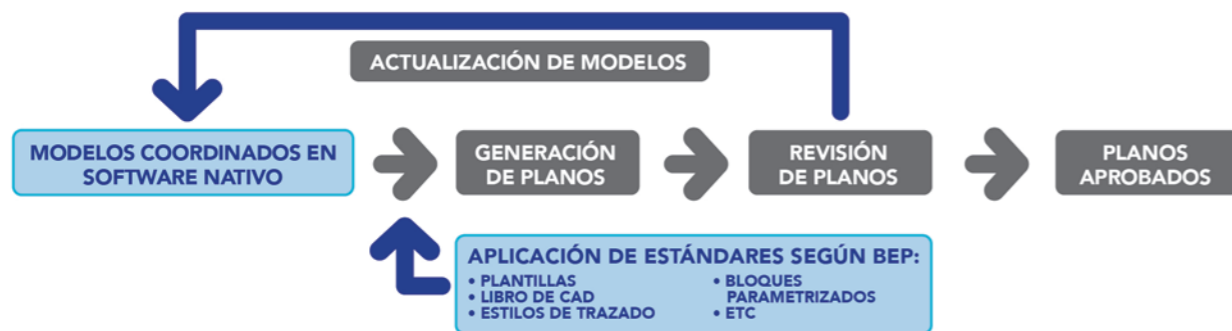 ACTUALIZACIÓN DE MODELOS
MODELOS COORDINADOS EN
SOFTWARE NATIVO
GENERACIÓN
DE PLANOS
REVISIÓN
DE PLANOS
PLANOS
APROBADOS
APLICACIÓN DE ESTÁNDARES SEGÚN BEP:
• PLANTILLAS
• LIBRO DE CAD
• ESTILOS DE TRAZADO
• BLOQUES
PARAMETRIZADOS
• ETC